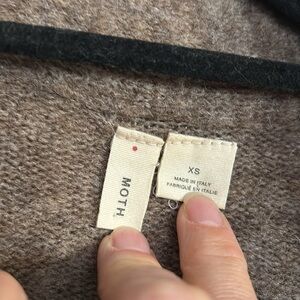 MOTH
XS
MADE IN ITALY
FABRIQUÉ EN ITALIE